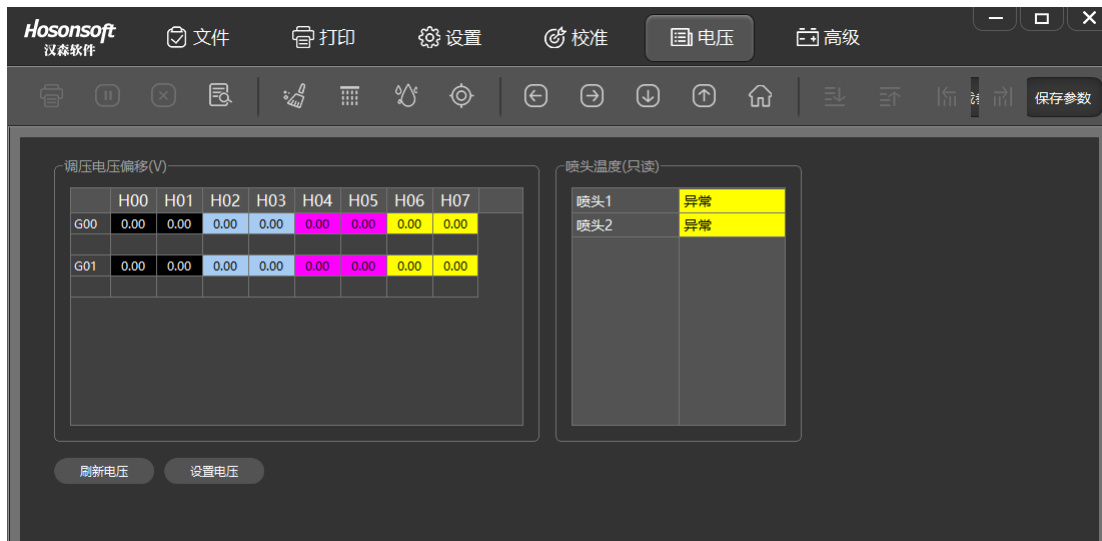 Hosonsoft
汉森软件
文件 打印 设置 校准 电压 高级
保存参数
调压电压偏移(V)
H00 H01 H02 H03 H04 H05 H06 H07
G00 0.00 0.00 0.00 0.00 0.00 0.00 0.00 0.00
G01 0.00 0.00 0.00 0.00 0.00 0.00 0.00 0.00
喷头温度(只读)
喷头1 异常
喷头2 异常
刷新电压 设置电压